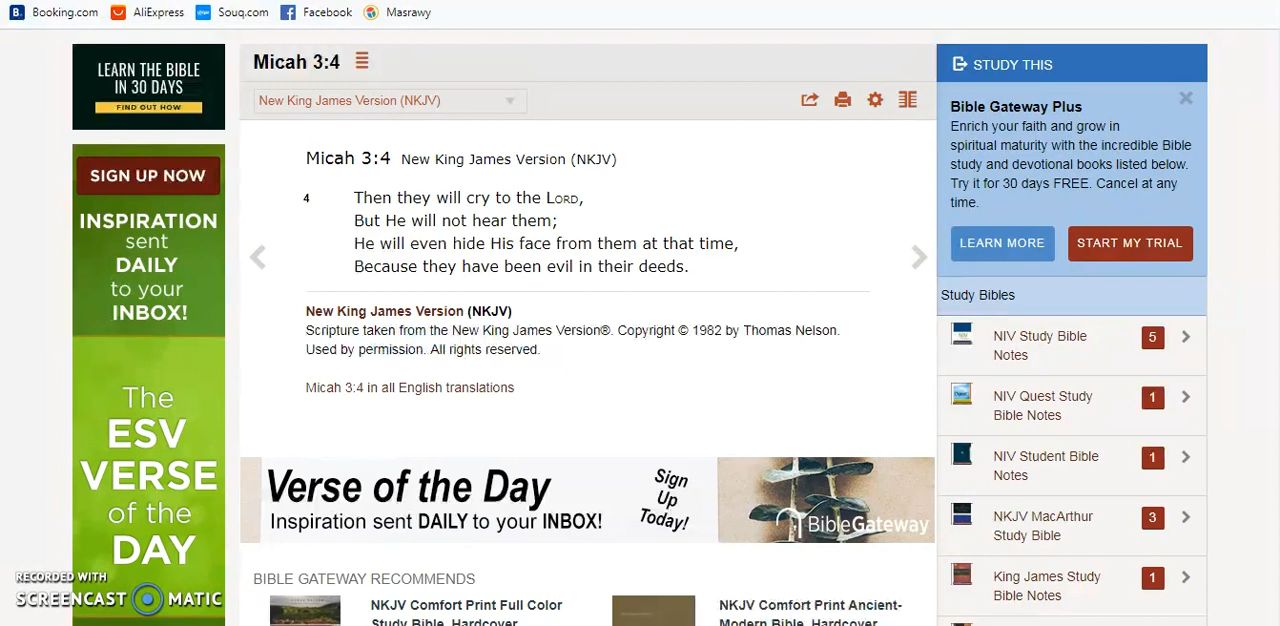 Booking.com AliExpress Souq.com Facebook Masrawy
LEARN THE BIBLE
IN 30 DAYS
FIND OUT HOW
SIGN UP NOW
INSPIRATION
sent
DAILY
to your
INBOX!
The
ESV
VERSE
of the
DAY
RECORDED WITH
SCREENCAST MATIC
Micah 3:4
New King James Version (NKJV)
Micah 3:4 New King James Version (NKJV)
4 Then they will cry to the LORD,
But He will not hear them;
He will even hide His face from them at that time,
Because they have been evil in their deeds.
New King James Version (NKJV)
Scripture taken from the New King James Version®. Copyright © 1982 by Thomas Nelson.
Used by permission. All rights reserved.
Micah 3:4 in all English translations
Verse of the Day
Inspiration sent DAILY to your INBOX!
Sign
Up
Today!
BibleGateway
BIBLE GATEWAY RECOMMENDS
NKJV Comfort Print Full Color
Study Bible, Hardcover
NKJV Comfort Print Ancient-
Modern Bible, Hardcover
STUDY THIS
Bible Gateway Plus
Enrich your faith and grow in
spiritual maturity with the incredible Bible
study and devotional books listed below.
Try it for 30 days FREE. Cancel at any
time.
LEARN MORE START MY TRIAL
Study Bibles
NIV Study Bible
Notes
5
NIV Quest Study
Bible Notes
1
NIV Student Bible
Notes
1
NKJV MacArthur
Study Bible
3
King James Study
Bible Notes
1